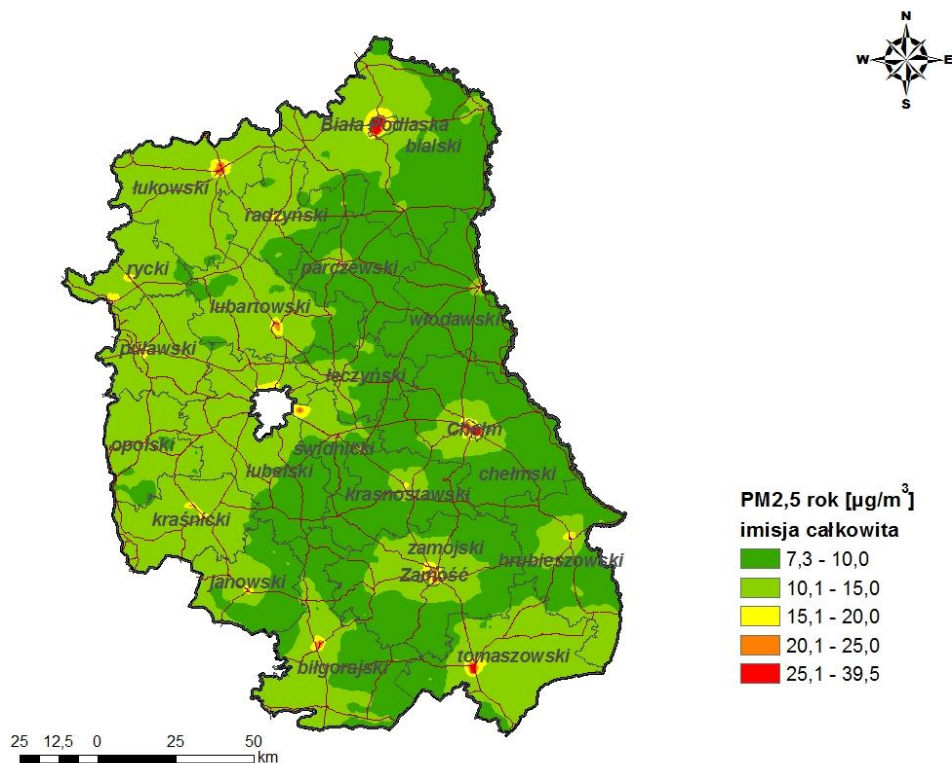 N
W E
S
Biała Podlaska
bialski
łukowski
radzyński
rycki
parczewski
lubartowski
włodawski
puławski
łęczyński
opolski
świdnicki
Chełm
lubelski
chełmski
krasnostawski
kraśnicki
zamojski
hrubieszowski
Zamość
janowski
tomaszowski
biłgorajski
PM2,5 rok [µg/m³]
imisja całkowita
7,3 - 10,0
10,1 - 15,0
15,1 - 20,0
20,1 - 25,0
25,1 - 39,5
25 12,5 0 25 50
km